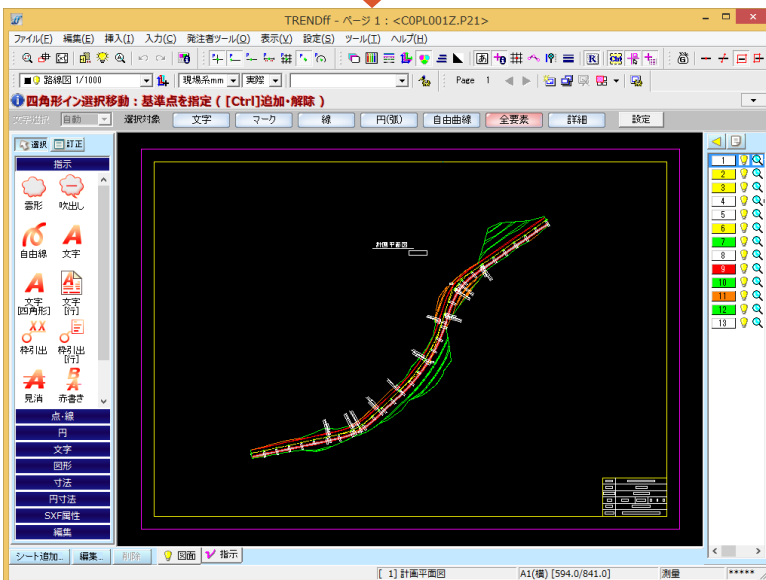 TRENDff - ページ 1 : <C0PL001Z.P21>
ファイル(F) 編集(E) 挿入(I) 入力(C) 発注者ツール(O) 表示(V) 設定(S) ツール(T) ヘルプ(H)
路線図 1/1000 現場系mm 実際 Page 1
四角形イン選択移動：基準点を指定 ( [Ctrl]追加・解除 )
文字選択 自動 選択対象 文字 マーク 線 円(弧) 自由曲線 全要素 詳細 設定
選択 訂正
指示
雲形 吹出し
自由線 文字
文字[四角形] 文字[行]
枠引出 枠引出[行]
見消 赤書き
点·線
円
文字
図形
寸法
円寸法
SXF属性
編集
計画平面図
1
2
3
4
5
6
7
8
9
10
11
12
13
シート追加... 編集... 削除 図面 指示
[ 1] 計画平面図 A1(横) [594.0/841.0] 測量 *****